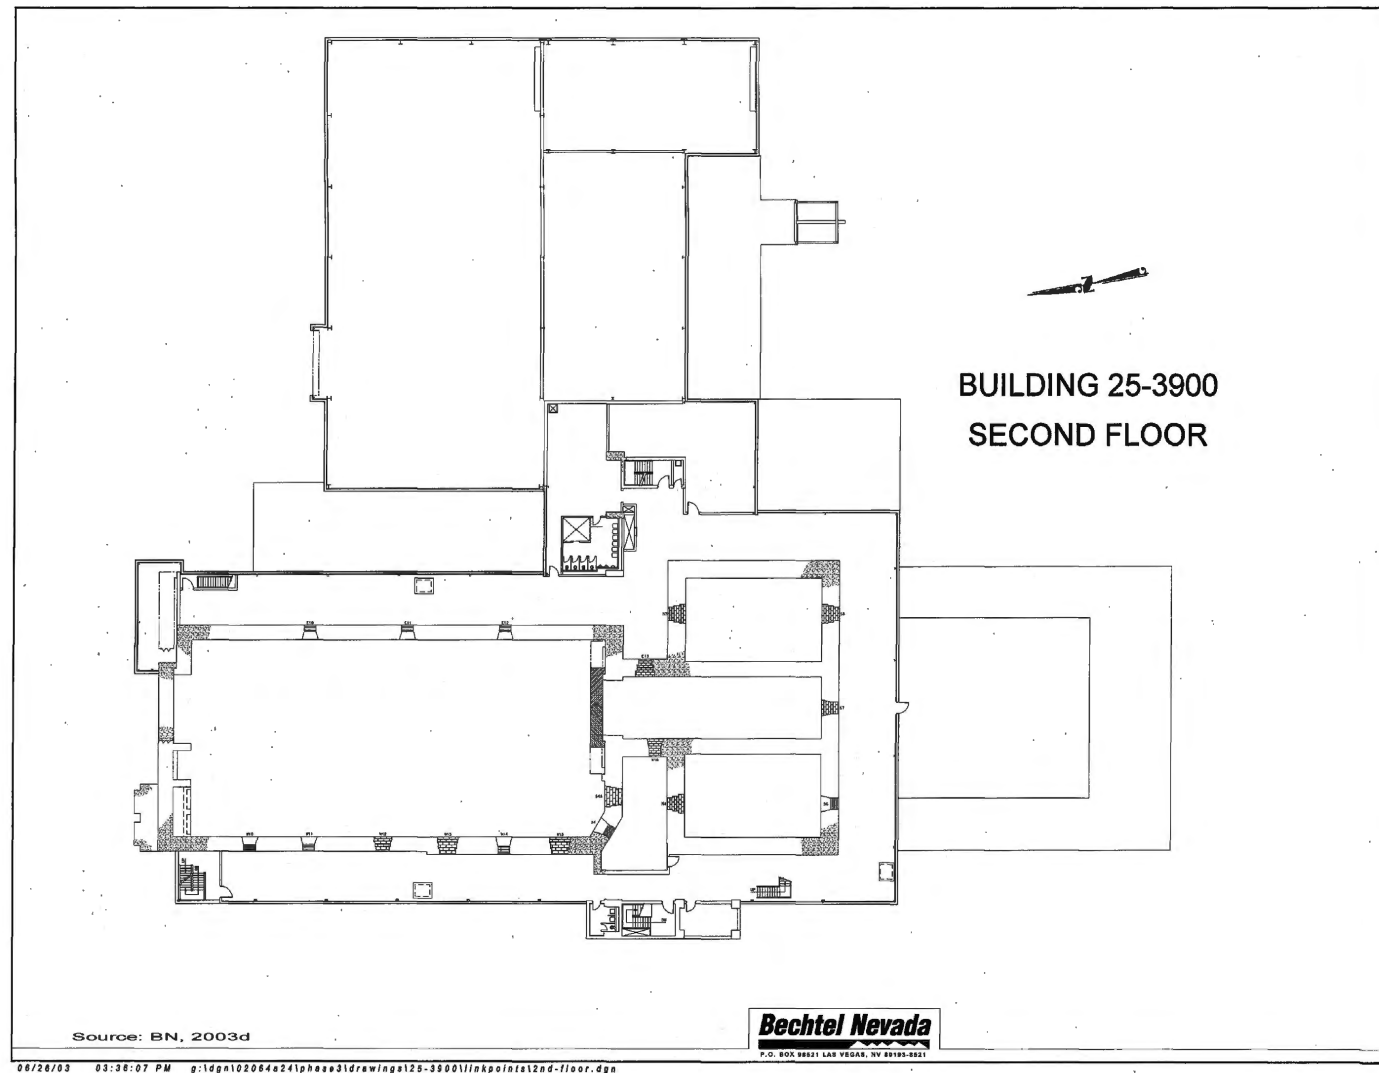 BUILDING 25-3900
SECOND FLOOR
Source: BN, 2003d
Bechtel Nevada
P.O. BOX 98521 LAS VEGAS, NV 89193-8521
06/26/03 03:36:07 PM g:\dgn\02064a24\phase3\drawings\25-3900\linkpoints\2nd-floor.dgn